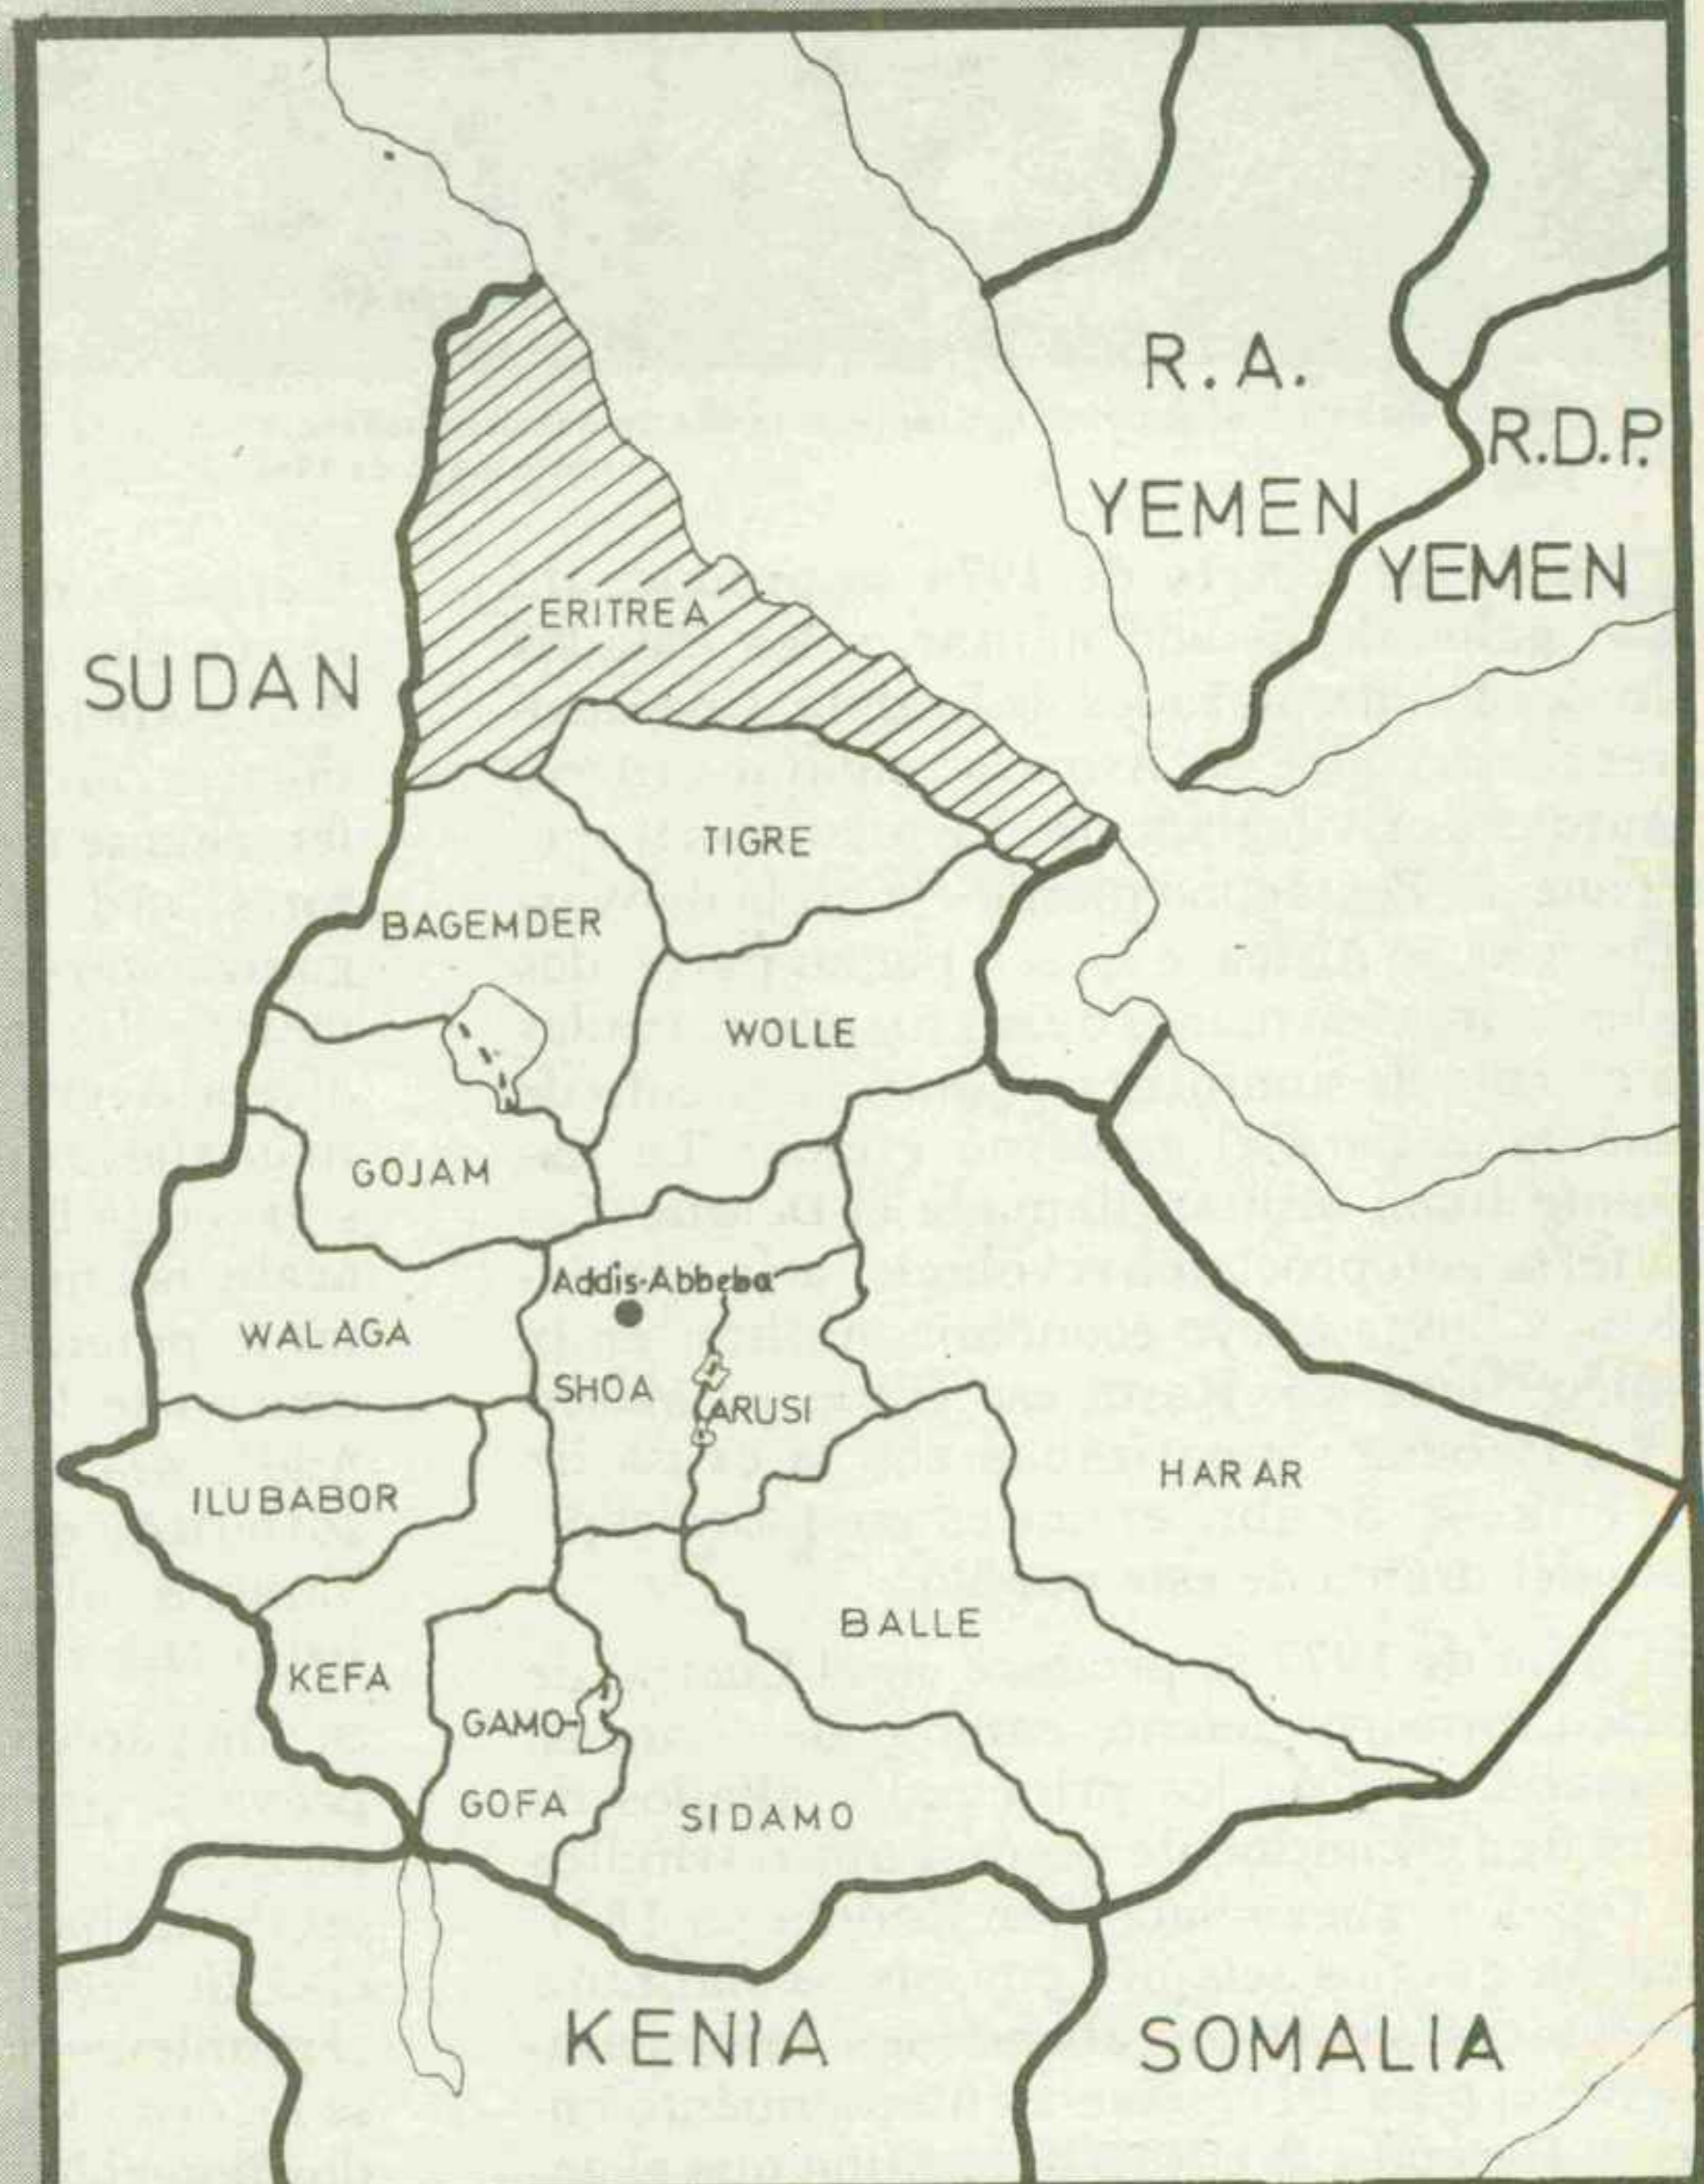 R.A.
YEMEN
R.D.P.
YEMEN
ERITREA
SUDAN
TIGRE
BAGEMDER
WOLLE
GOJAM
Addis-Abbeba
WALAGA
SHOA
ARUSI
ILUBABOR
HARAR
BALLE
KEFA
GAMO-
GOFA
SIDAMO
KENIA
SOMALIA